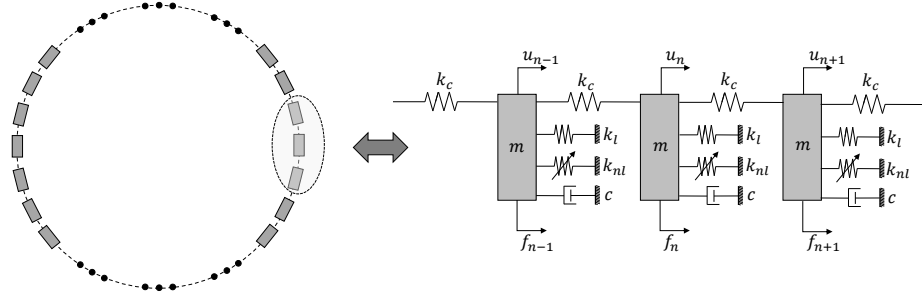 u_{n-1} u_n u_{n+1}
k_c k_c k_c k_c
k_l k_l k_l
m m m
k_{nl} k_{nl} k_{nl}
c c c
f_{n-1} f_n f_{n+1}